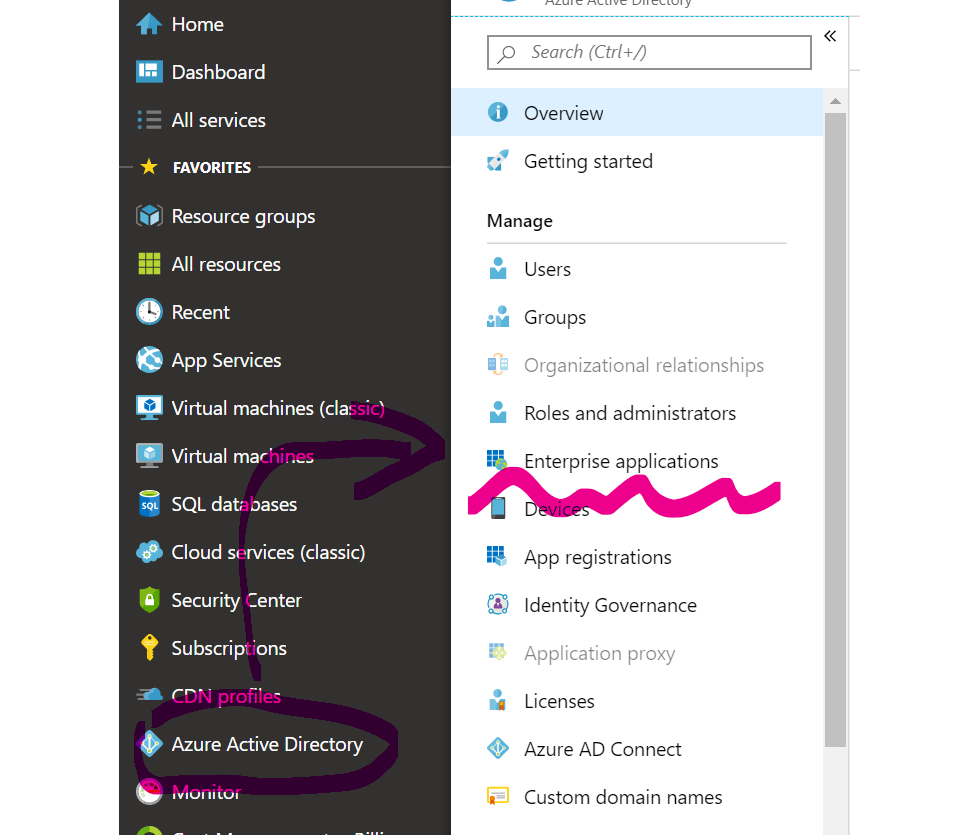 Home
Dashboard
All services
FAVORITES
Resource groups
All resources
Recent
App Services
Virtual machines (classic)
Virtual machines
SQL databases
Cloud services (classic)
Security Center
Subscriptions
CDN profiles
Azure Active Directory
Monitor
Azure Active Directory
Search (Ctrl+/)
Overview
Getting started
Manage
Users
Groups
Organizational relationships
Roles and administrators
Enterprise applications
Devices
App registrations
Identity Governance
Application proxy
Licenses
Azure AD Connect
Custom domain names